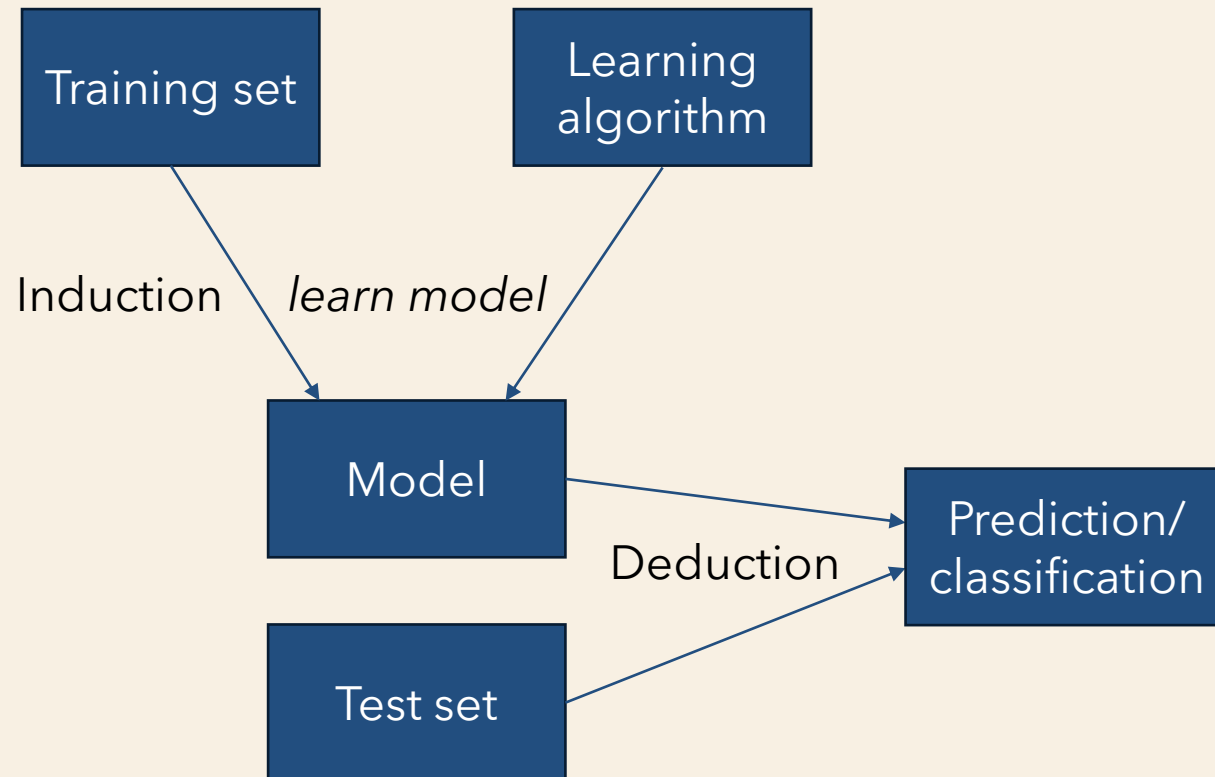 Training set
Learning
algorithm
Induction
learn model
Model
Prediction/
classification
Deduction
Test set